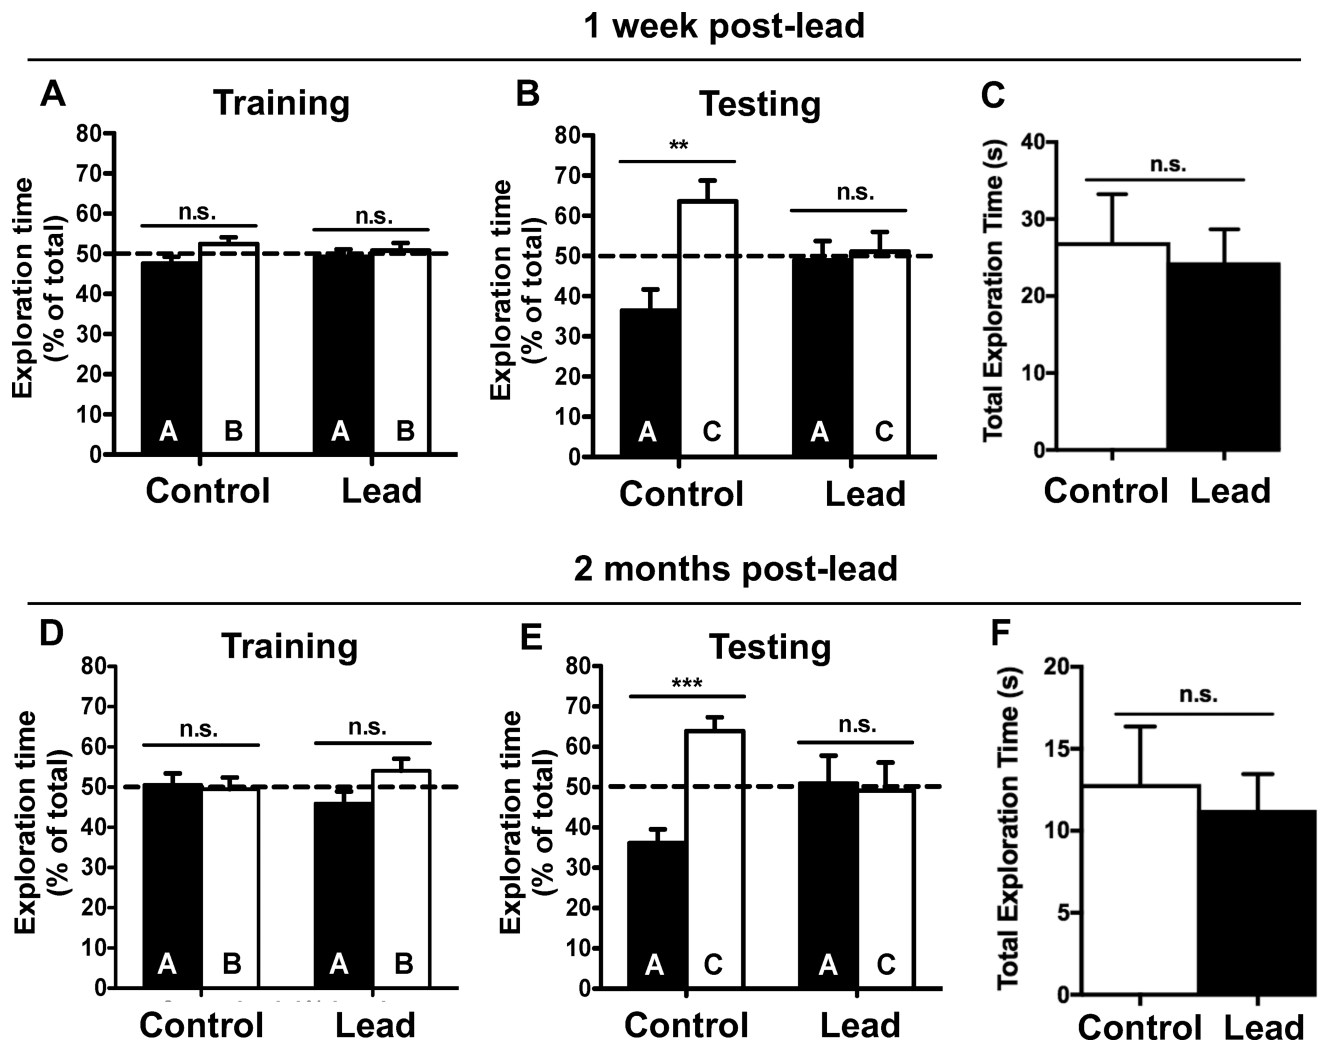 1 week post-lead
A
Training
Exploration time
(% of total)
80
70
60
50
40
30
20
10
0
n.s.
n.s.
A B A B
Control Lead
B
Testing
Exploration time
(% of total)
80
70
60
50
40
30
20
10
0
**
n.s.
A C A C
Control Lead
C
Total Exploration Time (s)
40
30
20
10
0
n.s.
Control Lead
2 months post-lead
D
Training
Exploration time
(% of total)
80
70
60
50
40
30
20
10
0
n.s.
n.s.
A B A B
Control Lead
E
Testing
Exploration time
(% of total)
80
70
60
50
40
30
20
10
0
***
n.s.
A C A C
Control Lead
F
Total Exploration Time (s)
20
15
10
5
0
n.s.
Control Lead